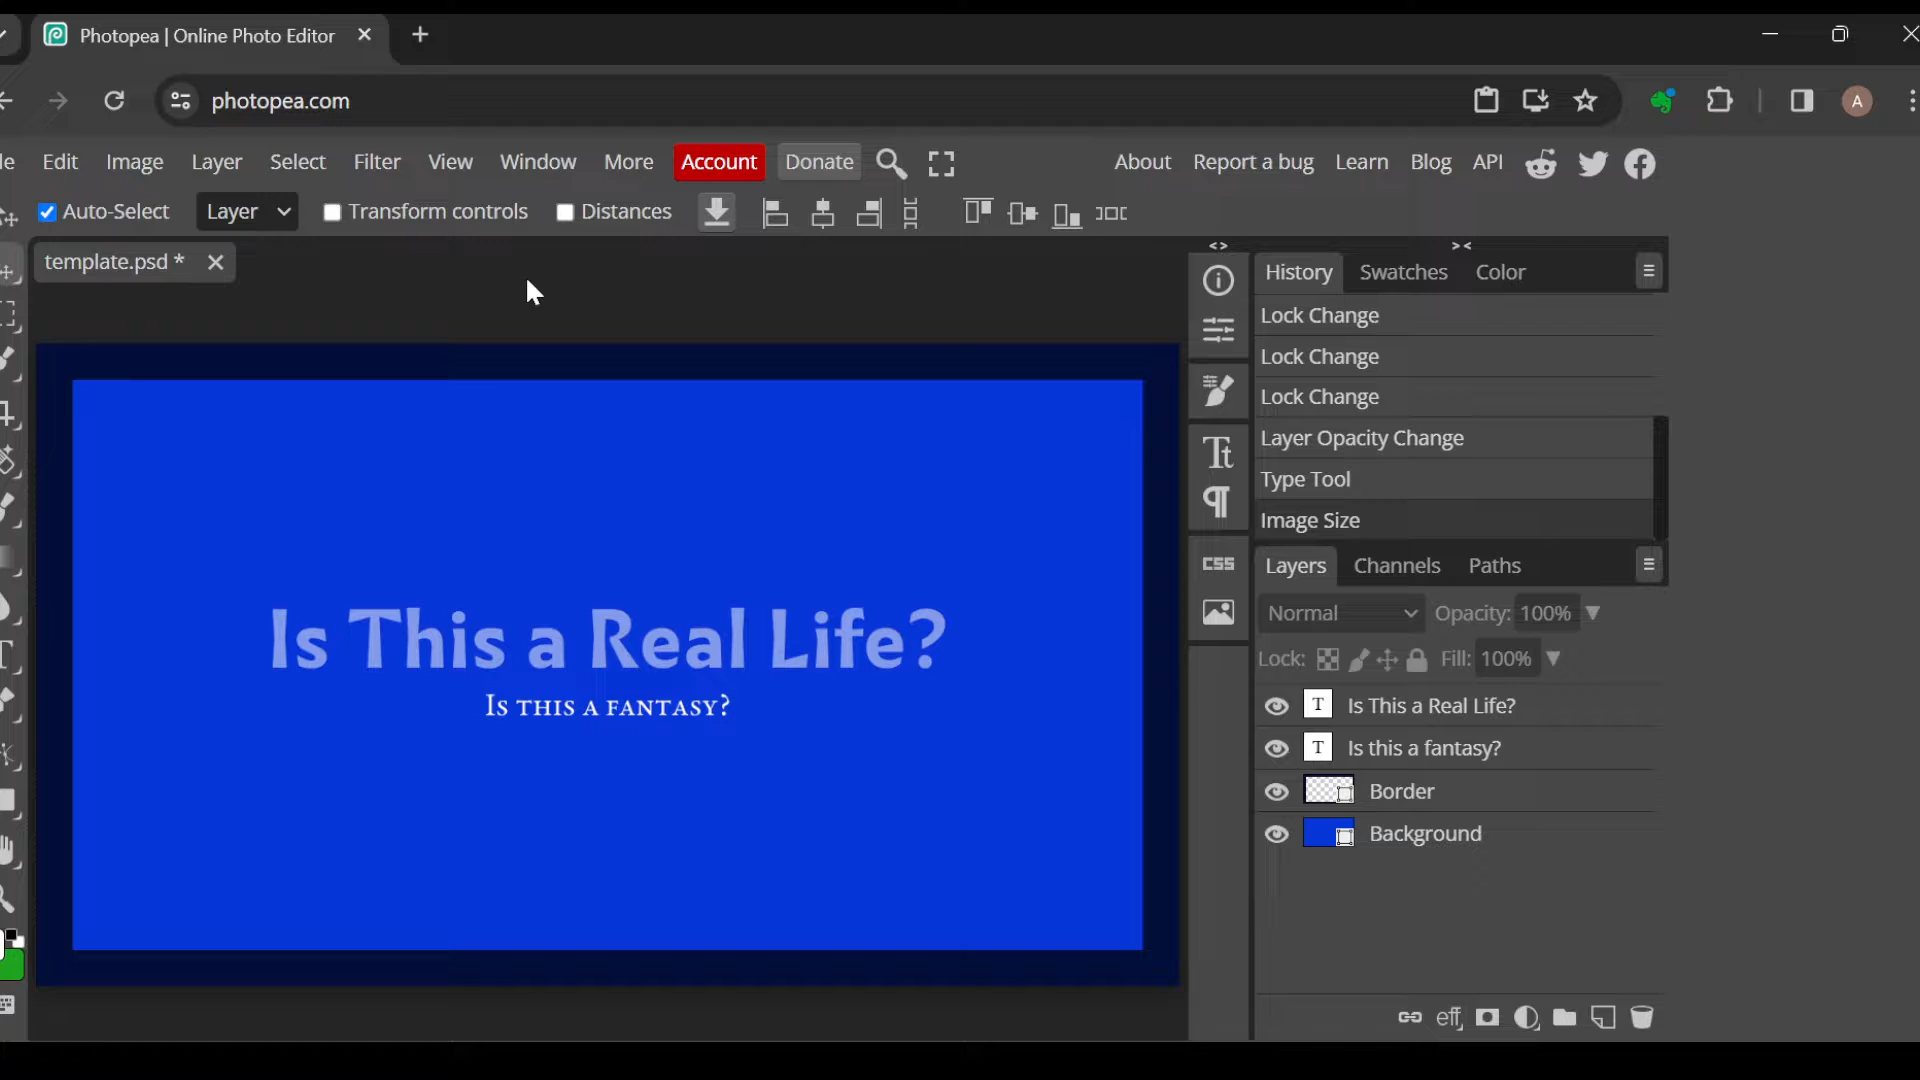 Photopea | Online Photo Editor
photopea.com
A
le Edit Image Layer Select Filter View Window More Account Donate About Report a bug Learn Blog API
Auto-Select Layer Transform controls Distances
template.psd *
< > > <
History Swatches Color
Lock Change
Lock Change
Lock Change
Layer Opacity Change
Type Tool
Image Size
CSS
Layers Channels Paths
Normal Opacity: 100%
Lock: Fill: 100%
T Is This a Real Life?
T Is this a fantasy?
Border
Background
eff
Is This a Real Life?
Is this a fantasy?